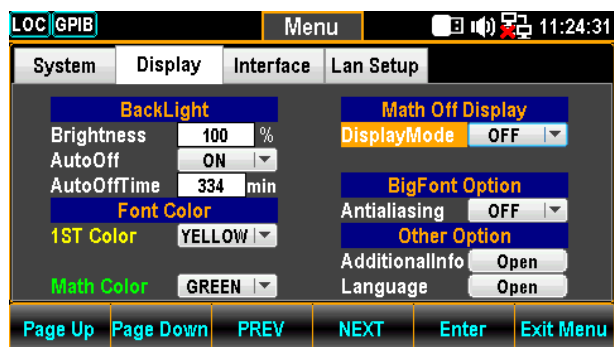 LOC GPIB Menu 11:24:31
System Display Interface Lan Setup
BackLight
Brightness 100 %
AutoOff ON
AutoOffTime 334 min
Font Color
1ST Color YELLOW
Math Color GREEN
Math Off Display
DisplayMode OFF
BigFont Option
Antialiasing OFF
Other Option
AdditionalInfo Open
Language Open
Page Up Page Down PREV NEXT Enter Exit Menu